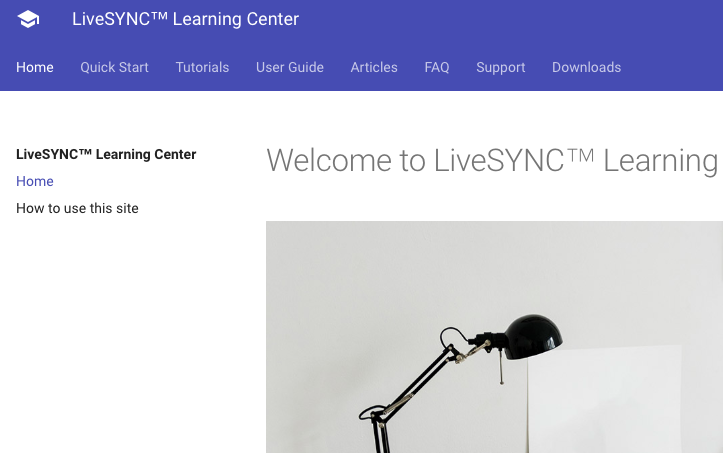 LiveSYNC™ Learning Center
Home Quick Start Tutorials User Guide Articles FAQ Support Downloads
LiveSYNC™ Learning Center
Home
How to use this site
Welcome to LiveSYNC™ Learning